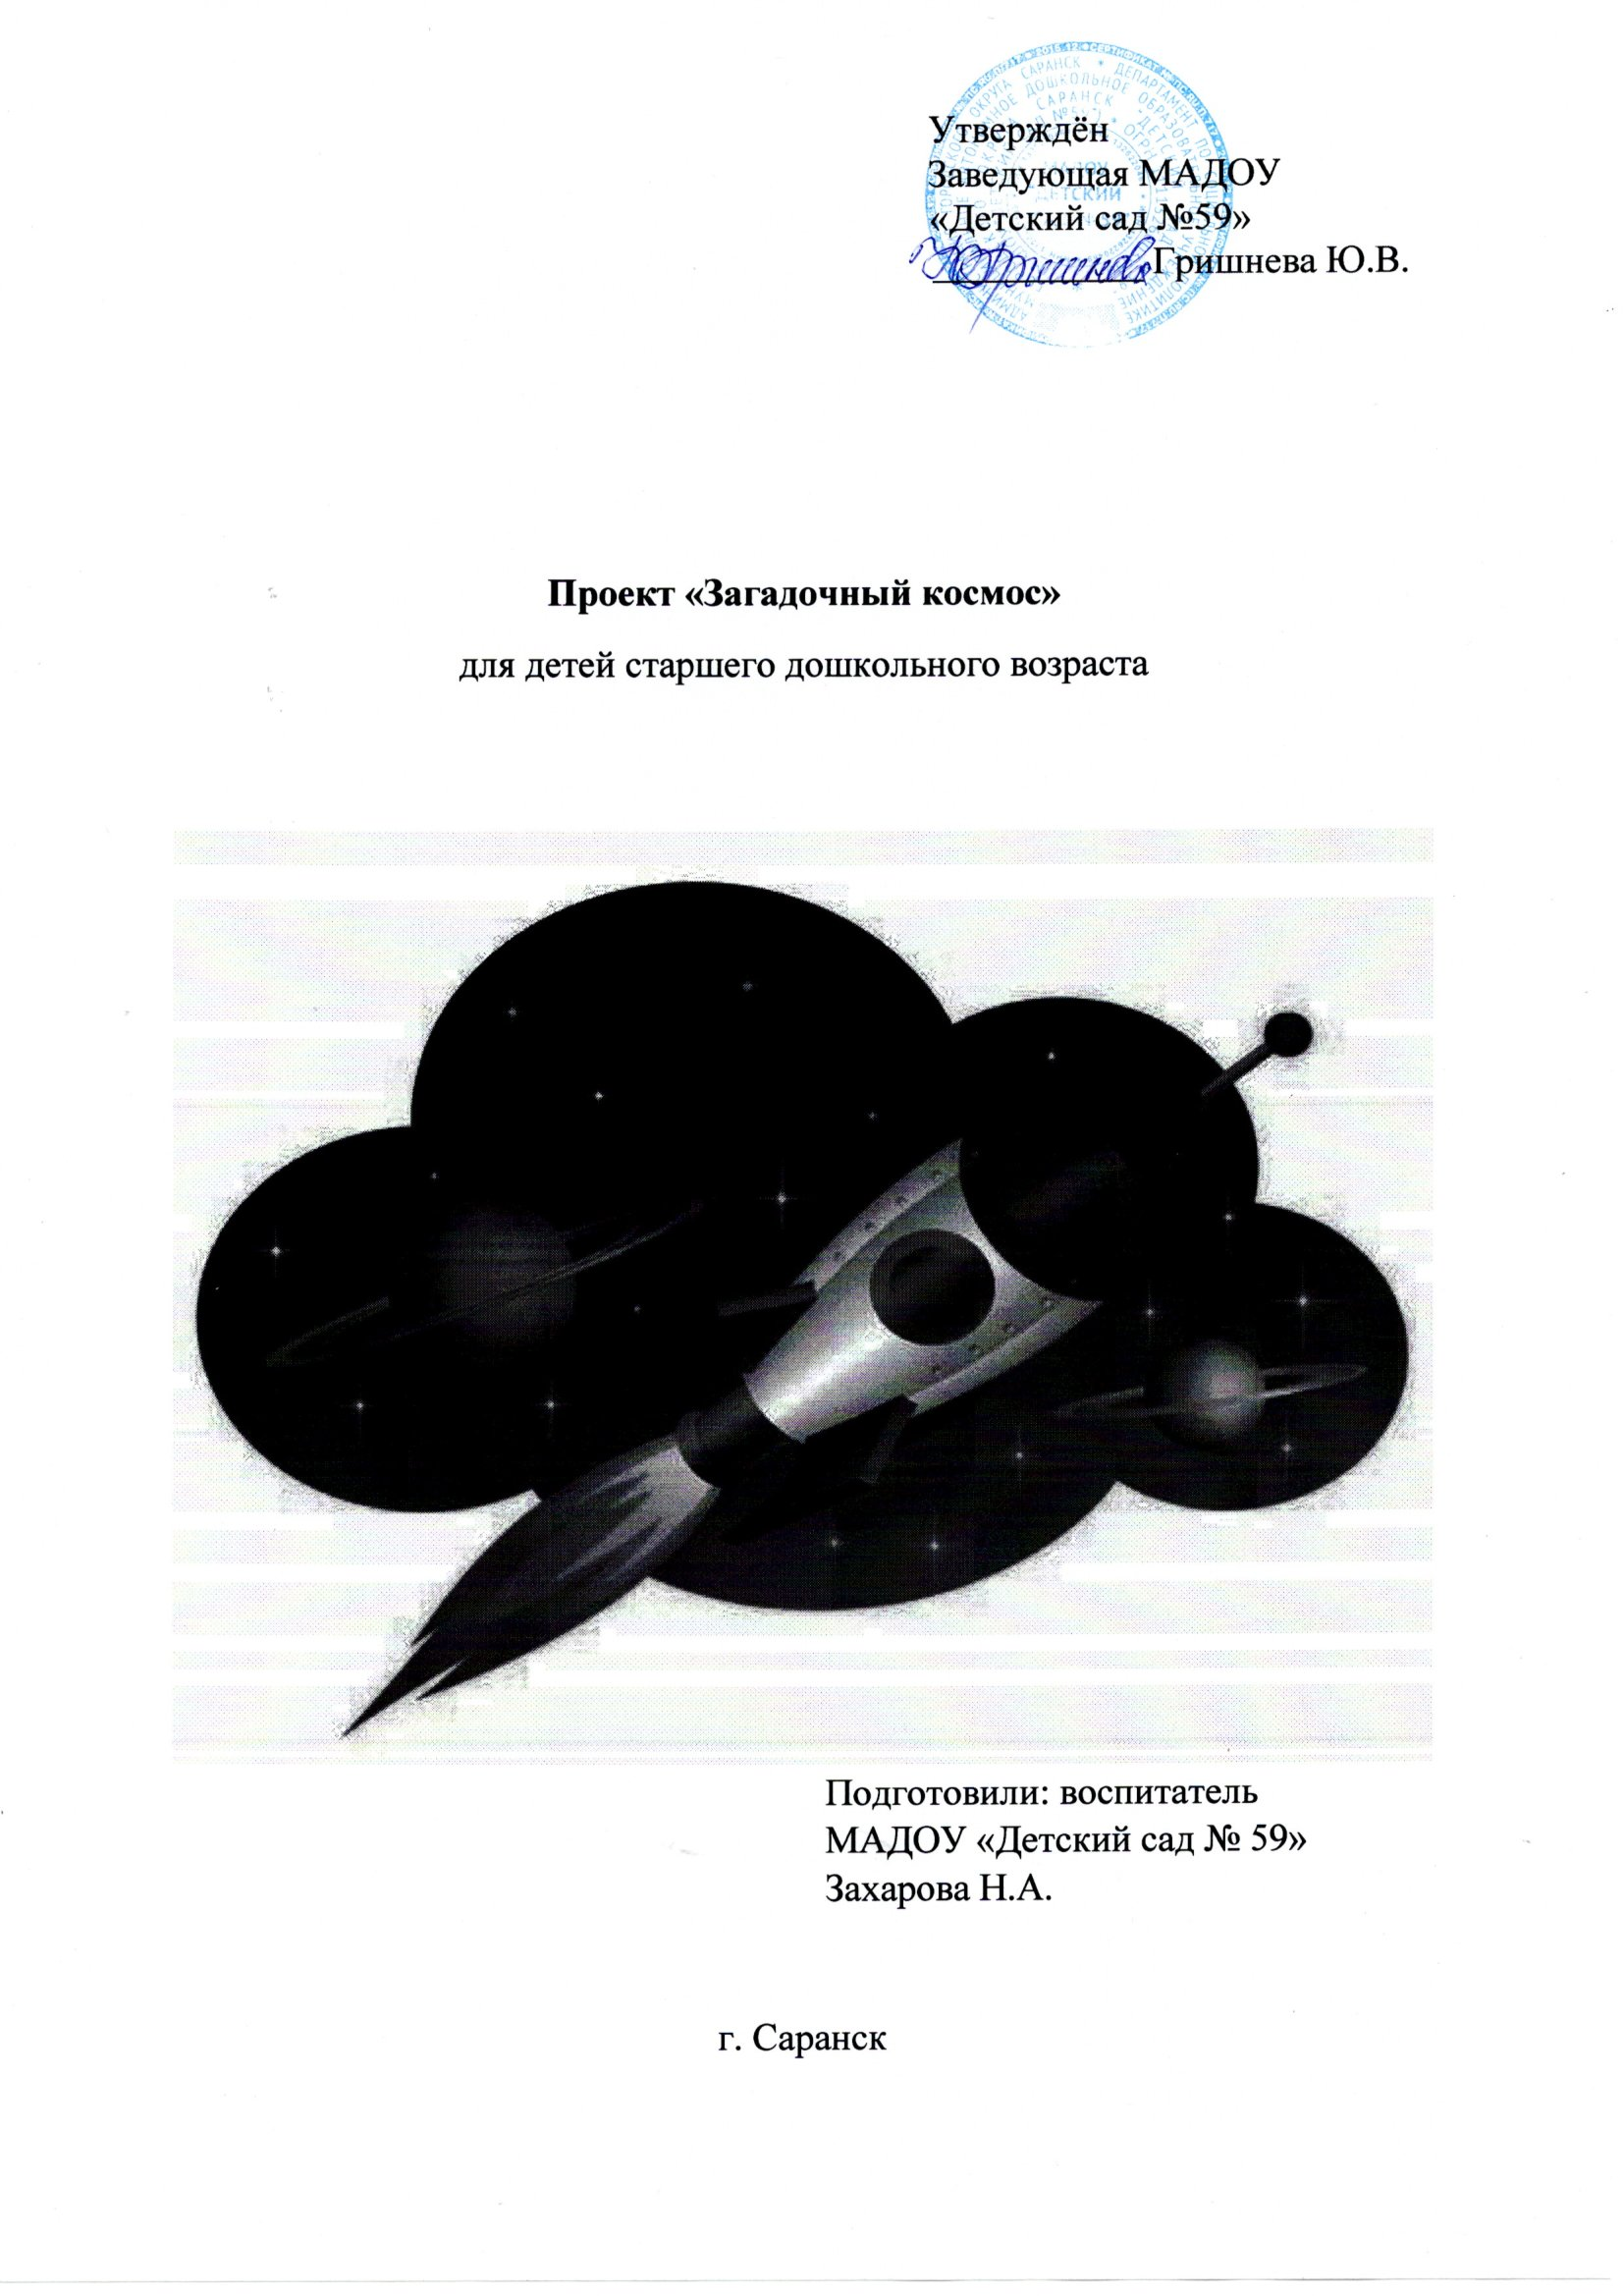 Утверждён
Заведующая МАДОУ
«Детский сад №59»
Гришнева Ю.В.
Проект «Загадочный космос»
для детей старшего дошкольного возраста
Подготовили: воспитатель
МАДОУ «Детский сад № 59»
Захарова Н.А.
г. Саранск